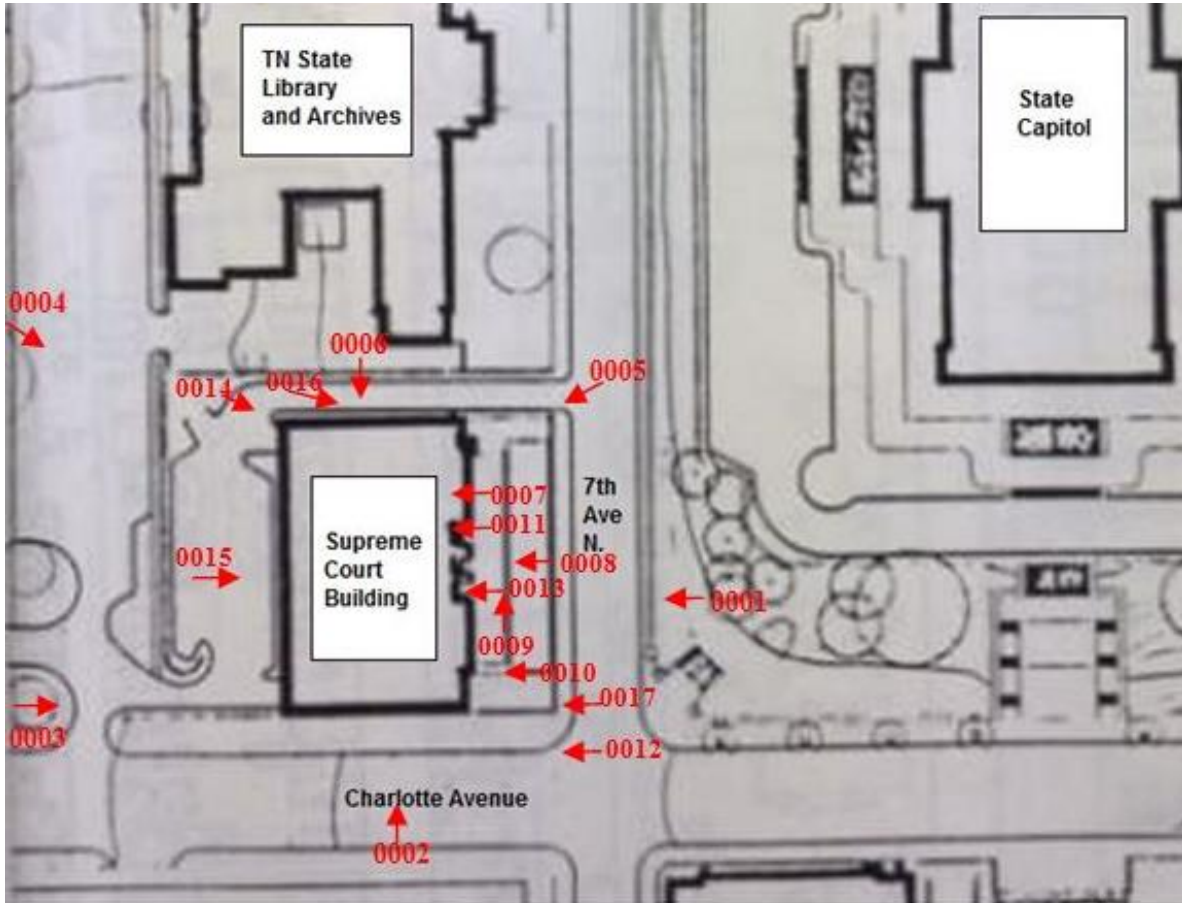 TN State
Library
and Archives
State
Capitol
0004
0006
0005
0014
0016
7th
Ave
N.
0007
0011
Supreme
Court
Building
0015
0008
0013
0001
0009
0010
0017
0003
0012
Charlotte Avenue
0002